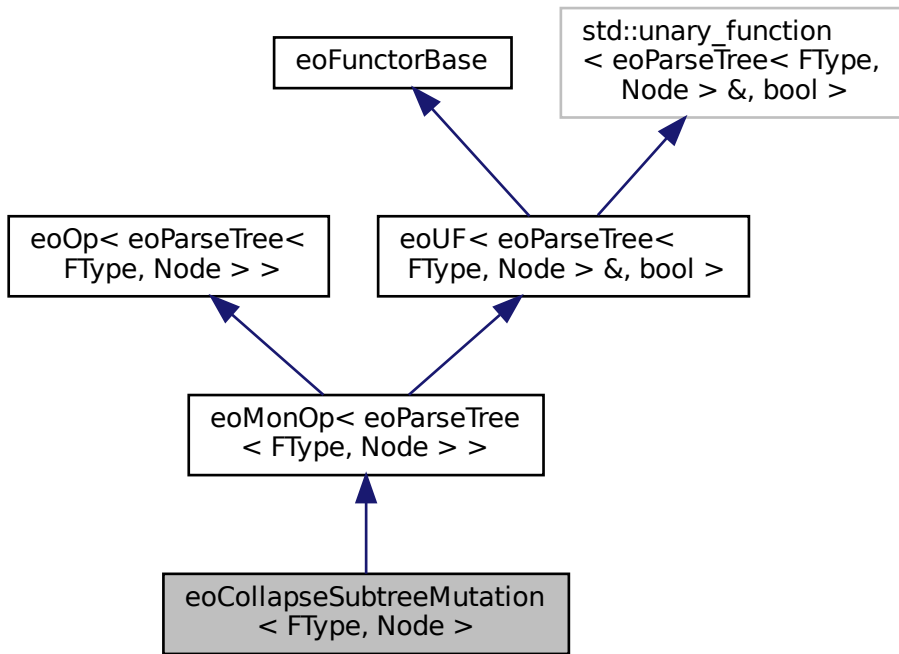 std::unary_function
< eoParseTree< FType,
Node > &, bool >
eoFunctorBase
eoOp< eoParseTree<
FType, Node > >
eoUF< eoParseTree<
FType, Node > &, bool >
eoMonOp< eoParseTree
< FType, Node > >
eoCollapseSubtreeMutation
< FType, Node >